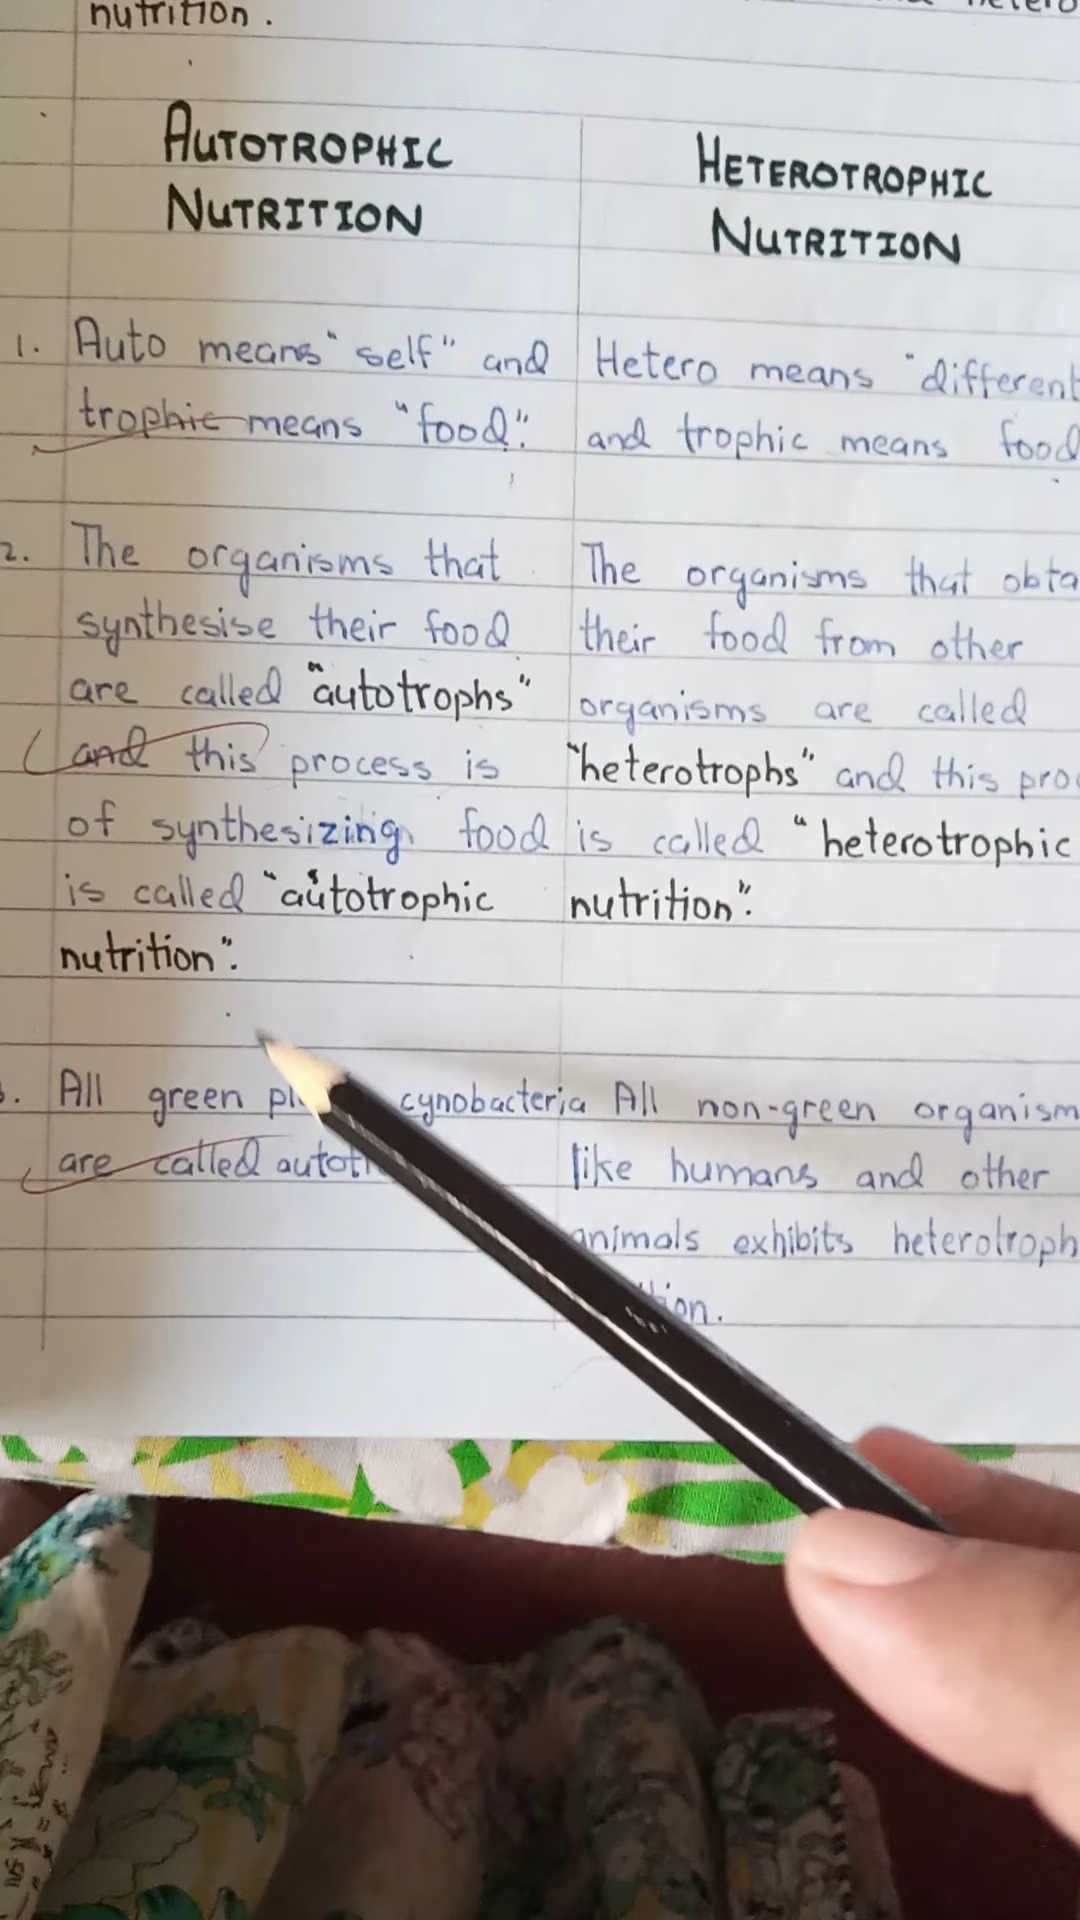 nutrition.
AUTOTROPHIC
NUTRITION
1. Auto means "self" and
trophic means "food".
2. The organisms that
synthesise their food
are called "autotrophs"
and this process is
of synthesizing food
is called "autotrophic
nutrition".
All green cynobacteria
are called
HETEROTROPHIC
NUTRITION
Hetero means "different
and trophic means food
The organisms that
their food from other
organisms are called
"heterotrophs" and this
is called "heterotrophic
nutrition".
All non-green organism
like humans and other
animals exhibits